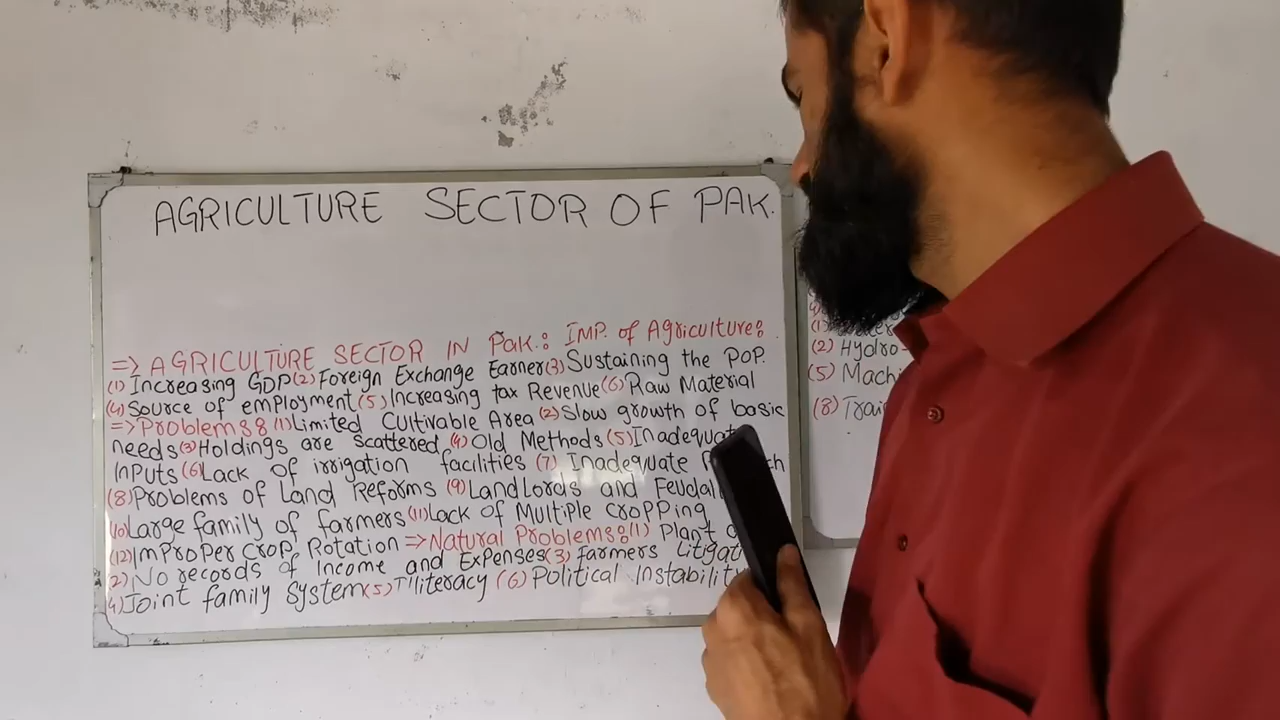 AGRICULTURE SECTOR OF PAK.
=> AGRICULTURE SECTOR IN Pak.: IMP. of Agriculture:
(1) Increasing GDP (2) Foreign Exchange Earner (3) Sustaining the POP.
(4) Source of employment (5) Increasing tax Revenue (6) Raw Material
=> Problems: (1) Limited Cultivable Area (2) Slow growth of basic
needs (3) Holdings are scattered (4) Old Methods (5) Inadequate
inputs (6) Lack of irrigation facilities (7) Inadequate
(8) Problems of Land Reforms (9) LandLords and
(10) Large family of farmers (11) Lack of Multiple cropping
(12) Improper crop Rotation => Natural Problems: (1) Plant
2) No records of Income and Expenses (3) farmers
4) Joint family System (5) Illiteracy (6) Political Instability
(1)
(2) Hydro-
(5) Machi
(8)